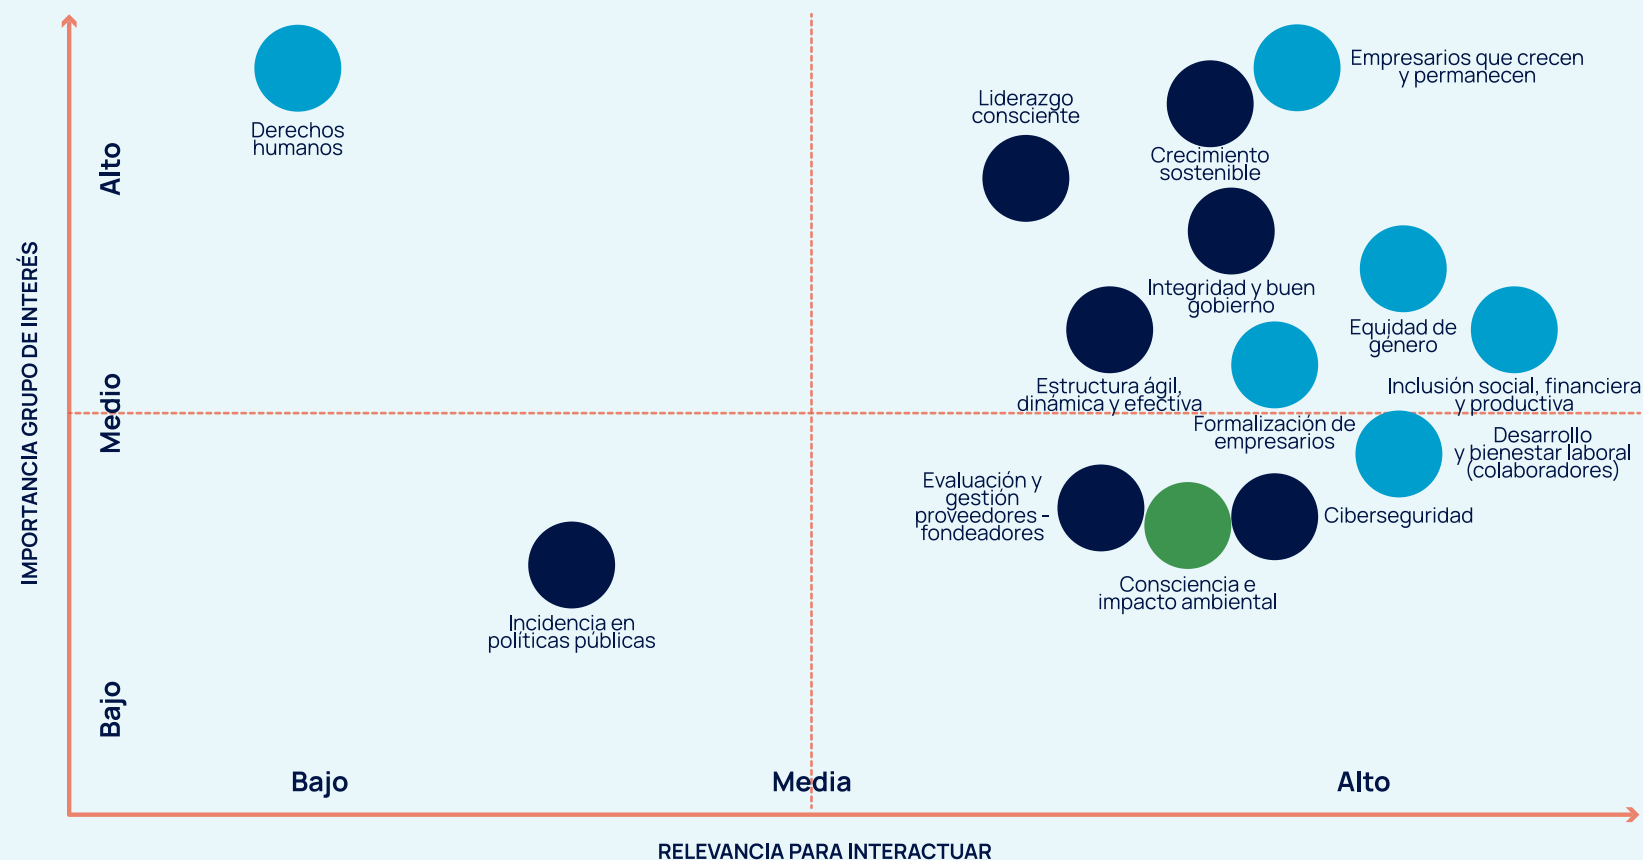 Empresarios que crecen
y permanecen
Liderazgo
consciente
Derechos
humanos
Crecimiento
sostenible
Alto
IMPORTANCIA GRUPO DE INTERÉS
Integridad y buen
gobierno
Equidad de
género
Estructura ágil,
dinámica y efectiva
Inclusión social, financiera
y productiva
Medio
Formalización de
empresarios
Desarrollo
y bienestar laboral
(colaboradores)
Evaluación y
gestión
proveedores -
fondeadores
Ciberseguridad
Consciencia e
impacto ambiental
Incidencia en
políticas públicas
Bajo
Bajo
Media
Alto
RELEVANCIA PARA INTERACTUAR